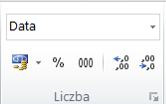 Data
% 000 ,00 ,0
,0 ,00
Liczba